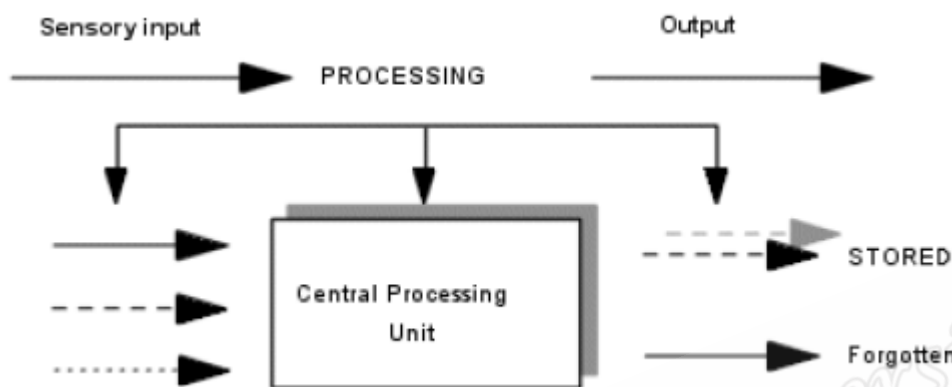 Sensory input
Output
PROCESSING
Central Processing
Unit
STORED
Forgotten